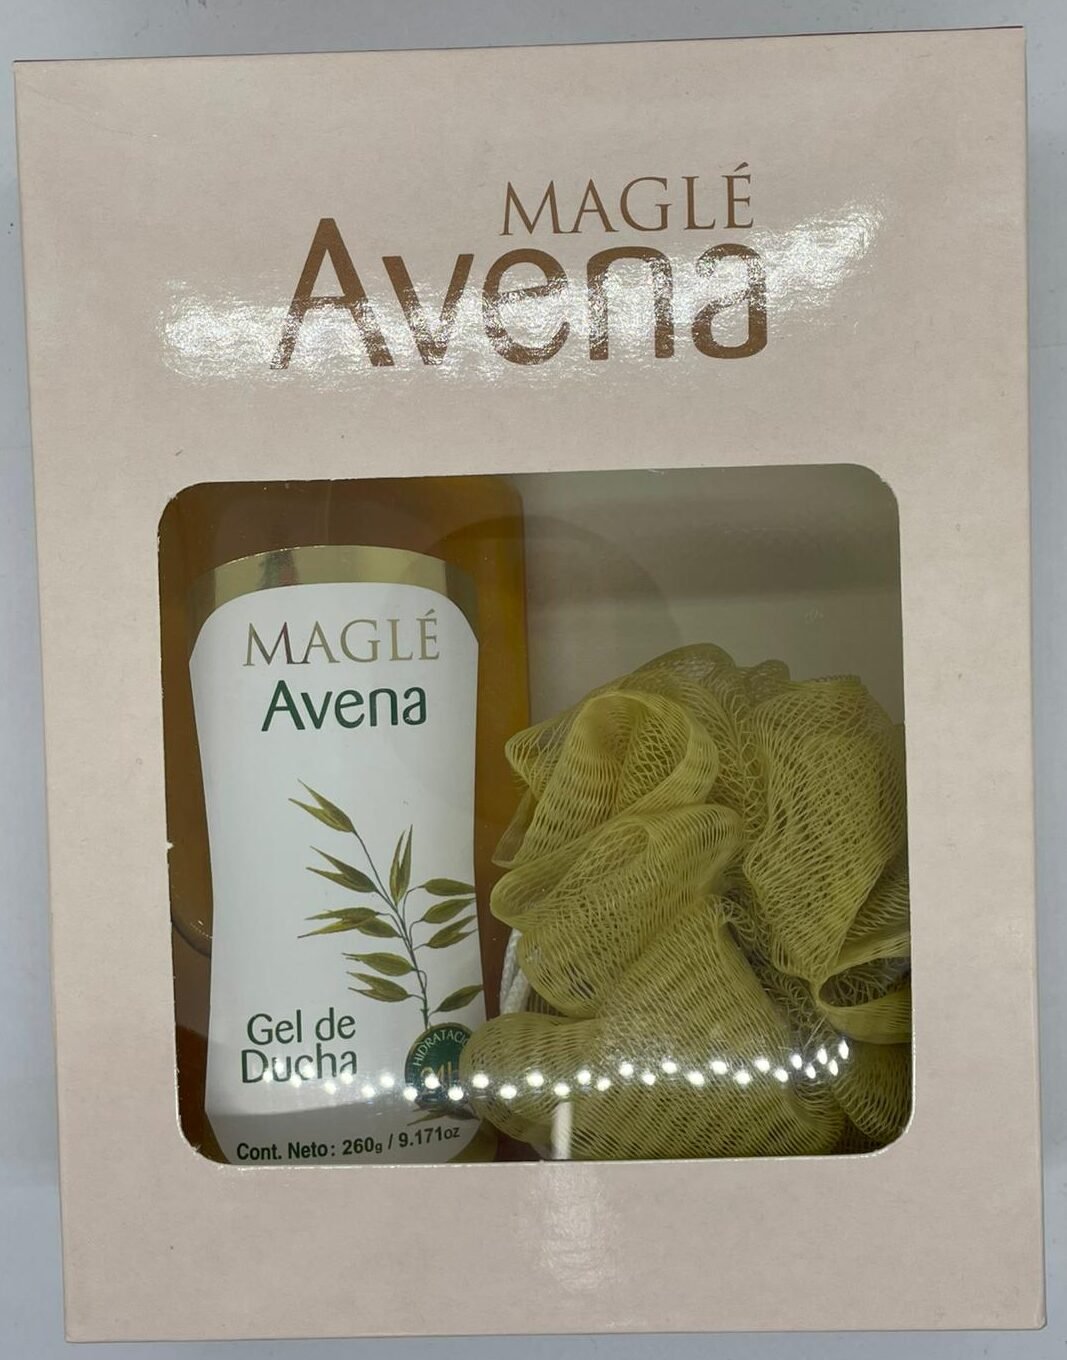 MAGLÉ
Avena
MAGLÉ
Avena
Gel de
Ducha
Cont. Neto: 260g / 9.171oz